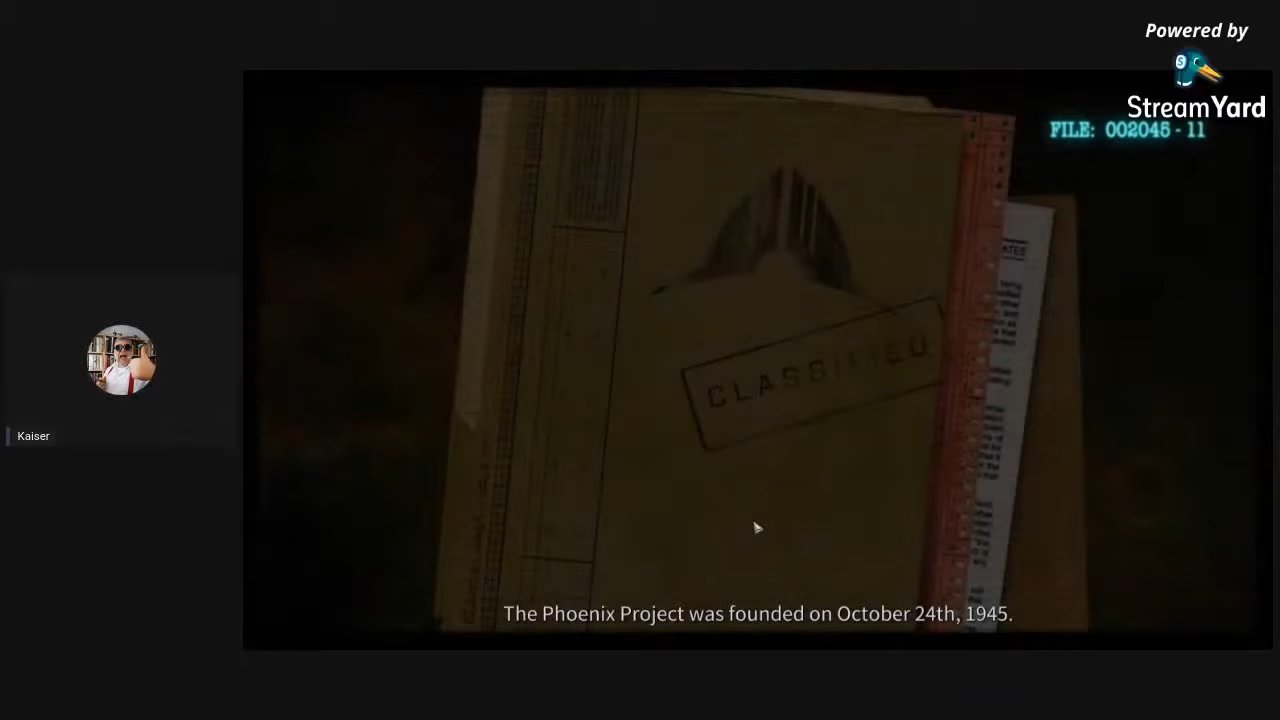 Powered by
StreamYard
FILE: 002045 - 11
CLASSIFIED
Kaiser
The Phoenix Project was founded on October 24th, 1945.